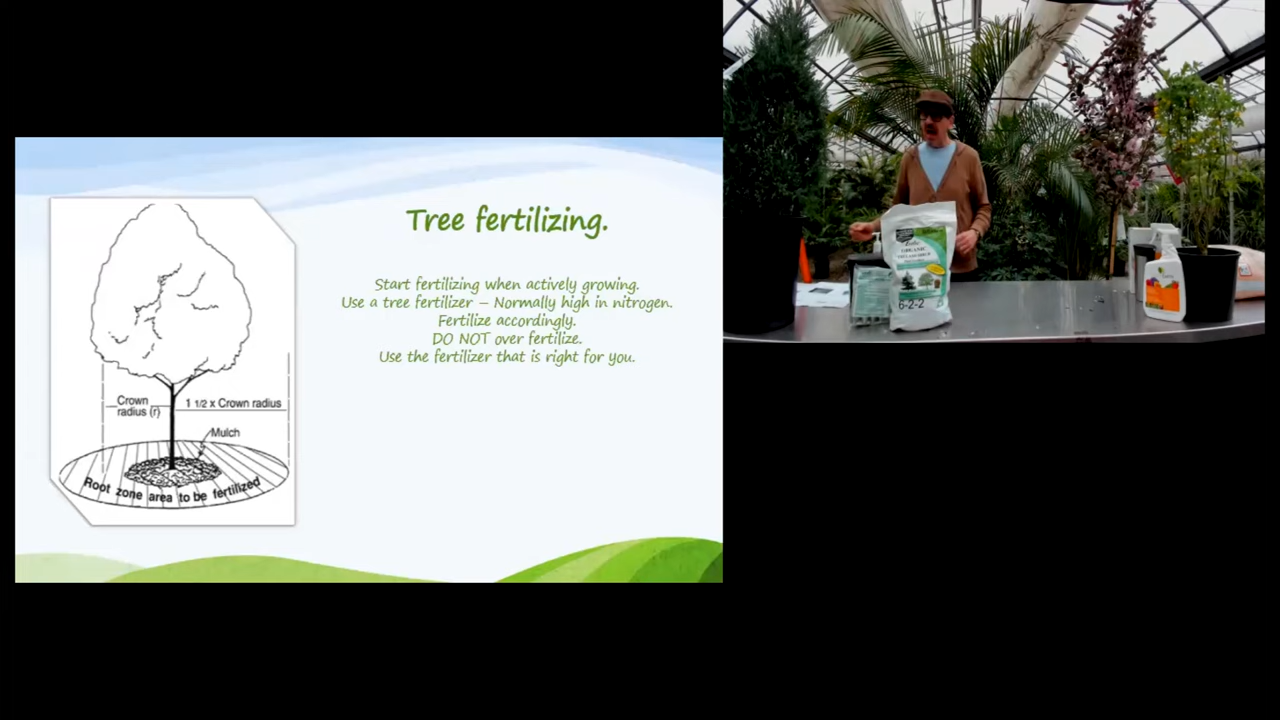 Tree fertilizing.
Start fertilizing when actively growing.
Use a tree fertilizer – Normally high in nitrogen.
Fertilize accordingly.
DO NOT over fertilize.
Use the fertilizer that is right for you.
Crown
radius (r)
1 1/2 x Crown radius
Mulch
Root zone area to be fertilized
ORGANIC
6-2-2